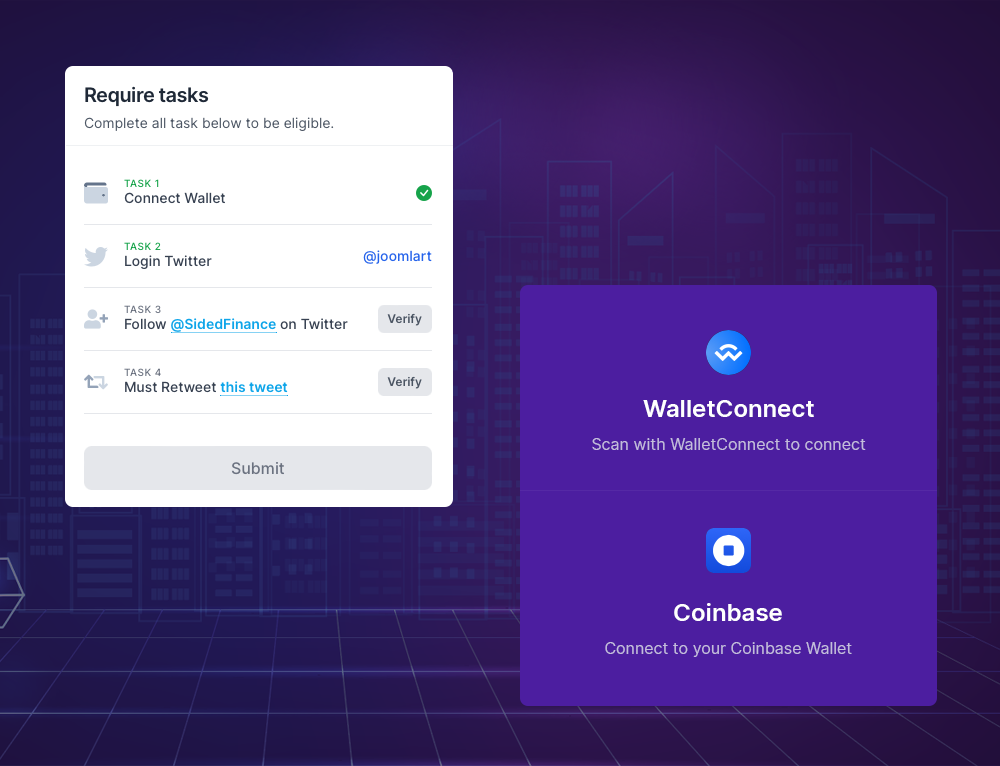 Require tasks
Complete all task below to be eligible.
TASK 1
Connect Wallet
TASK 2
Login Twitter
@joomlart
TASK 3
Follow @SidedFinance on Twitter
Verify
TASK 4
Must Retweet this tweet
Verify
Submit
WalletConnect
Scan with WalletConnect to connect
Coinbase
Connect to your Coinbase Wallet